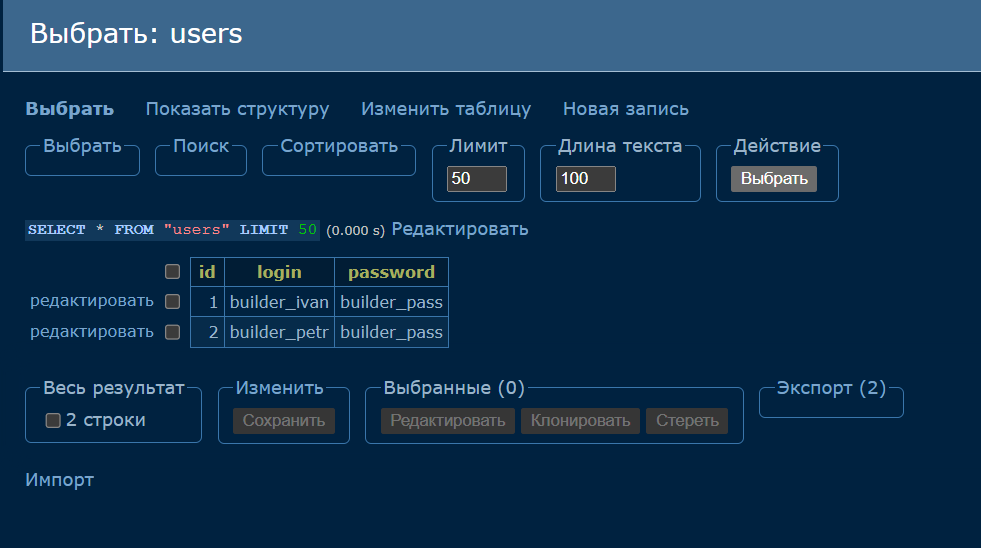 Выбрать: users
Выбрать Показать структуру Изменить таблицу Новая запись
Выбрать Поиск Сортировать Лимит Длина текста Действие
50 100 Выбрать
SELECT * FROM "users" LIMIT 50 (0.000 s) Редактировать
id login password
редактировать 1 builder_ivan builder_pass
редактировать 2 builder_petr builder_pass
Весь результат Изменить Выбранные (0) Экспорт (2)
2 строки Сохранить Редактировать Клонировать Стереть
Импорт